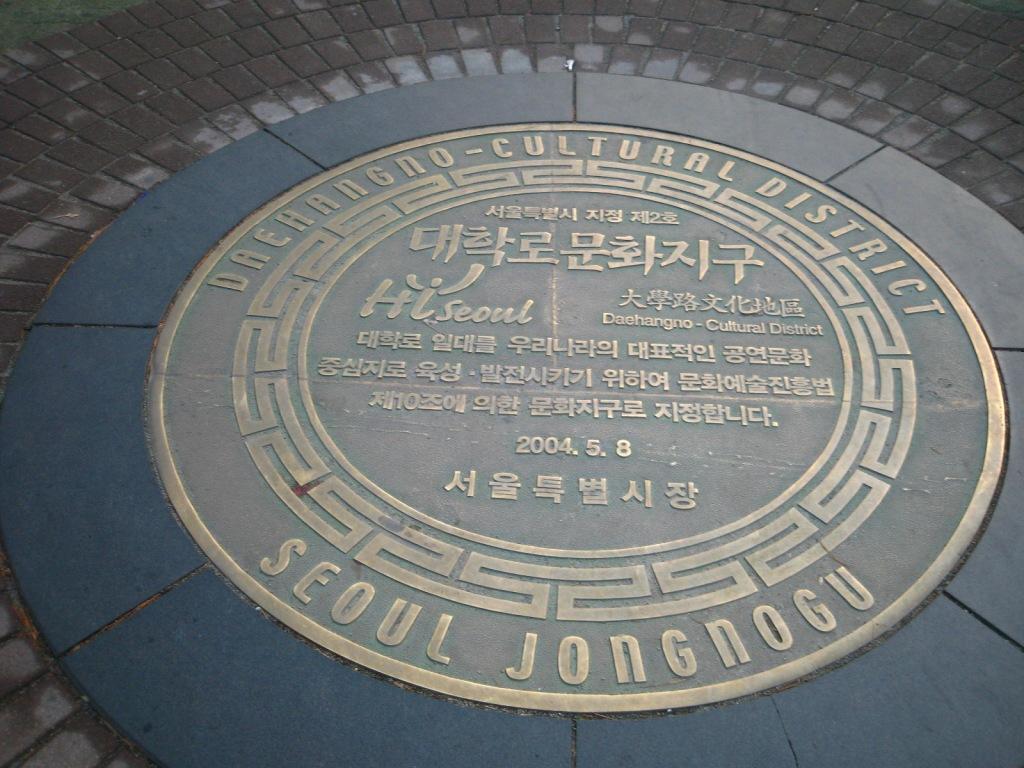 DAEHANGNO-CULTURAL DISTRICT
서울특별시 지정 제2호
대학로문화지구
Hi Seoul
大學路文化地區
Daehangno - Cultural District
대학로 일대를 우리나라의 대표적인 공연문화
중심지로 육성·발전시키기 위하여 문화예술진흥법
제10조에 의한 문화지구로 지정합니다.
2004. 5. 8
서울특별시장
SEOUL JONGNOGU